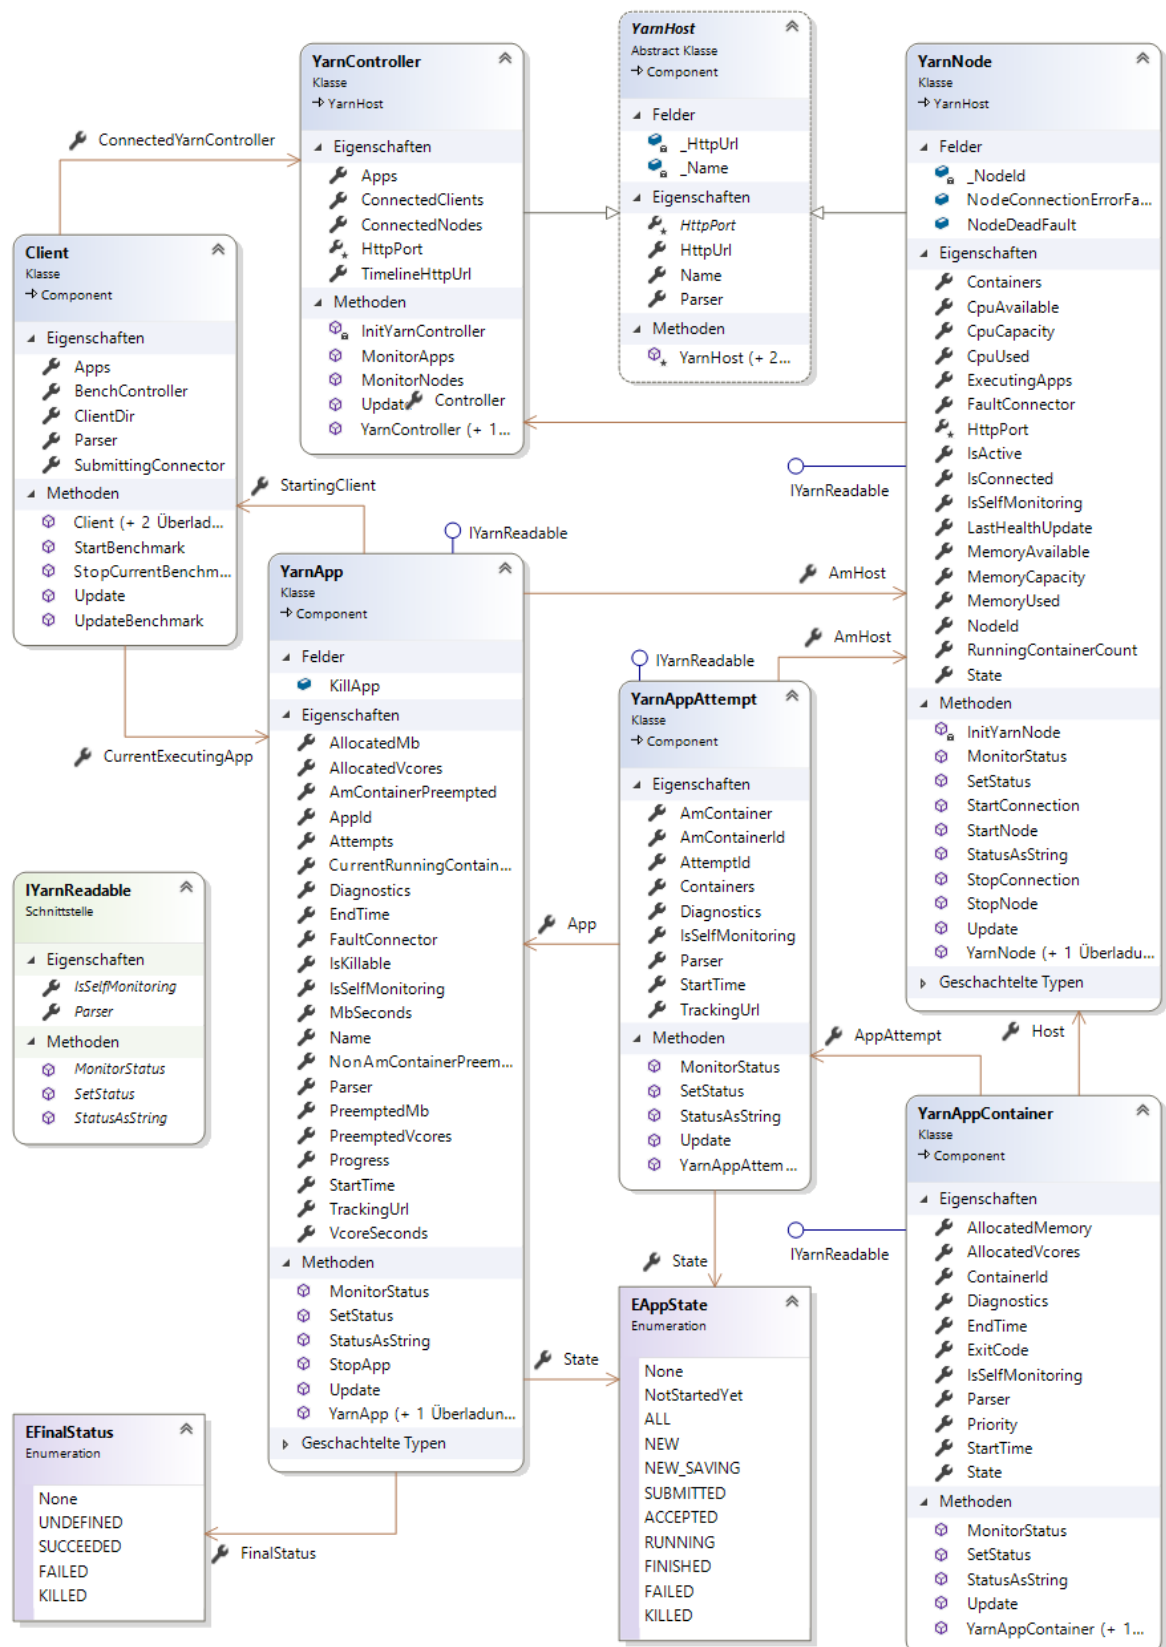 YarnHost
Abstract Klasse
Component
Felder
_HttpUrl
_Name
Eigenschaften
HttpPort
HttpUrl
Name
Parser
Methoden
YarnHost (+ 2...
YarnController
Klasse
YarnHost
Eigenschaften
Apps
ConnectedClients
ConnectedNodes
HttpPort
TimelineHttpUrl
Methoden
InitYarnController
MonitorApps
MonitorNodes
Update
YarnController (+ 1...
Controller
YarnNode
Klasse
YarnHost
Felder
_NodeId
NodeConnectionErrorFa...
NodeDeadFault
Eigenschaften
Containers
CpuAvailable
CpuCapacity
CpuUsed
ExecutingApps
FaultConnector
HttpPort
IsActive
IsConnected
IsSelfMonitoring
LastHealthUpdate
MemoryAvailable
MemoryCapacity
MemoryUsed
NodeId
RunningContainerCount
State
Methoden
InitYarnNode
MonitorStatus
SetStatus
StartConnection
StartNode
StatusAsString
StopConnection
StopNode
Update
YarnNode (+ 1 Überladu...
Geschachtelte Typen
IYarnReadable
ConnectedYarnController
Client
Klasse
Component
Eigenschaften
Apps
BenchController
ClientDir
Parser
SubmittingConnector
Methoden
Client (+ 2 Überlad...
StartBenchmark
StopCurrentBenchm...
Update
UpdateBenchmark
StartingClient
CurrentExecutingApp
IYarnReadable
YarnApp
Klasse
Component
Felder
KillApp
Eigenschaften
AllocatedMb
AllocatedVcores
AmContainerPreempted
AppId
Attempts
CurrentRunningContain...
Diagnostics
EndTime
FaultConnector
IsKillable
IsSelfMonitoring
MbSeconds
Name
NonAmContainerPreem...
Parser
PreemptedMb
PreemptedVcores
Progress
StartTime
TrackingUrl
VcoreSeconds
Methoden
MonitorStatus
SetStatus
StatusAsString
StopApp
Update
YarnApp (+ 1 Überladun...
Geschachtelte Typen
AmHost
AmHost
IYarnReadable
YarnAppAttempt
Klasse
Component
Eigenschaften
AmContainer
AmContainerId
AttemptId
Containers
Diagnostics
IsSelfMonitoring
Parser
StartTime
TrackingUrl
Methoden
MonitorStatus
SetStatus
StatusAsString
Update
YarnAppAttem...
App
AppAttempt
Host
IYarnReadable
Schnittstelle
Eigenschaften
IsSelfMonitoring
Parser
Methoden
MonitorStatus
SetStatus
StatusAsString
YarnAppContainer
Klasse
Component
Eigenschaften
AllocatedMemory
AllocatedVcores
ContainerId
Diagnostics
EndTime
ExitCode
IsSelfMonitoring
Parser
Priority
StartTime
State
Methoden
MonitorStatus
SetStatus
StatusAsString
Update
YarnAppContainer (+ 1...
IYarnReadable
State
State
EAppState
Enumeration
None
NotStartedYet
ALL
NEW
NEW_SAVING
SUBMITTED
ACCEPTED
RUNNING
FINISHED
FAILED
KILLED
EFinalStatus
Enumeration
None
UNDEFINED
SUCCEEDED
FAILED
KILLED
FinalStatus